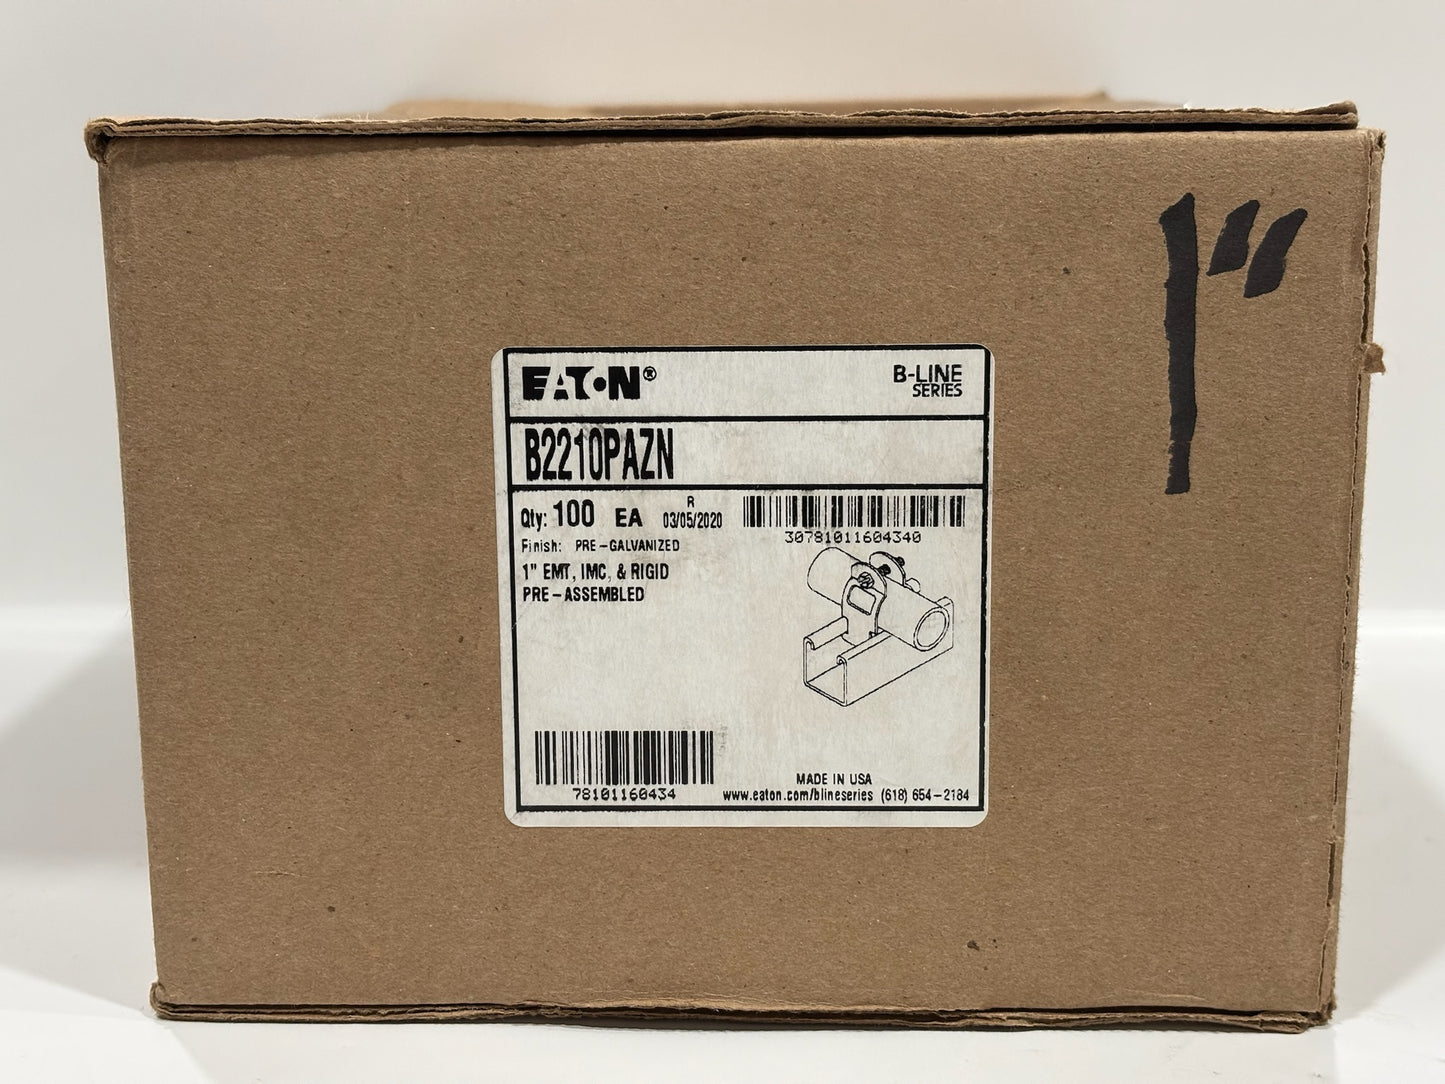 1"
EATON®
B-LINE
SERIES
B2210PAZN
Qty: 100 EA R 03/05/2020
30781011604340
Finish: PRE-GALVANIZED
1" EMT, IMC, & RIGID
PRE-ASSEMBLED
78101160434
MADE IN USA
www.eaton.com/blineseries (618) 654-2184